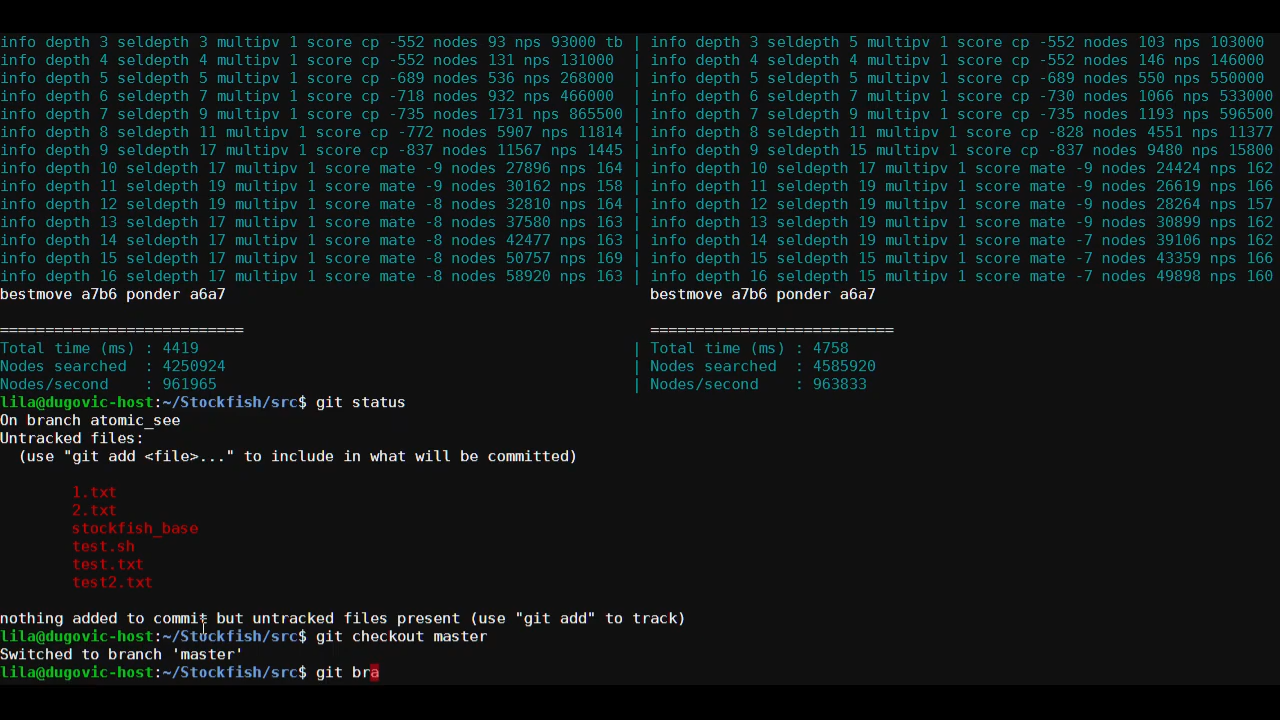 info depth 3 seldepth 3 multipv 1 score cp -552 nodes 93 nps 93000 tb | info depth 3 seldepth 5 multipv 1 score cp -552 nodes 103 nps 103000
info depth 4 seldepth 4 multipv 1 score cp -552 nodes 131 nps 131000 | info depth 4 seldepth 4 multipv 1 score cp -552 nodes 146 nps 146000
info depth 5 seldepth 5 multipv 1 score cp -689 nodes 536 nps 268000 | info depth 5 seldepth 5 multipv 1 score cp -689 nodes 550 nps 550000
info depth 6 seldepth 7 multipv 1 score cp -718 nodes 932 nps 466000 | info depth 6 seldepth 7 multipv 1 score cp -730 nodes 1066 nps 533000
info depth 7 seldepth 9 multipv 1 score cp -735 nodes 1731 nps 865500 | info depth 7 seldepth 9 multipv 1 score cp -735 nodes 1193 nps 596500
info depth 8 seldepth 11 multipv 1 score cp -772 nodes 5907 nps 11814 | info depth 8 seldepth 11 multipv 1 score cp -828 nodes 4551 nps 11377
info depth 9 seldepth 17 multipv 1 score cp -837 nodes 11567 nps 1445 | info depth 9 seldepth 15 multipv 1 score cp -837 nodes 9480 nps 15800
info depth 10 seldepth 17 multipv 1 score mate -9 nodes 27896 nps 164 | info depth 10 seldepth 17 multipv 1 score mate -9 nodes 24424 nps 162
info depth 11 seldepth 19 multipv 1 score mate -9 nodes 30162 nps 158 | info depth 11 seldepth 19 multipv 1 score mate -9 nodes 26619 nps 166
info depth 12 seldepth 19 multipv 1 score mate -8 nodes 32810 nps 164 | info depth 12 seldepth 19 multipv 1 score mate -9 nodes 28264 nps 157
info depth 13 seldepth 17 multipv 1 score mate -8 nodes 37580 nps 163 | info depth 13 seldepth 19 multipv 1 score mate -9 nodes 30899 nps 162
info depth 14 seldepth 17 multipv 1 score mate -8 nodes 42477 nps 163 | info depth 14 seldepth 19 multipv 1 score mate -7 nodes 39106 nps 162
info depth 15 seldepth 17 multipv 1 score mate -8 nodes 50757 nps 169 | info depth 15 seldepth 15 multipv 1 score mate -7 nodes 43359 nps 166
info depth 16 seldepth 17 multipv 1 score mate -8 nodes 58920 nps 163 | info depth 16 seldepth 15 multipv 1 score mate -7 nodes 49898 nps 160
bestmove a7b6 ponder a6a7 bestmove a7b6 ponder a6a7
=========================== ===========================
Total time (ms) : 4419 | Total time (ms) : 4758
Nodes searched : 4250924 | Nodes searched : 4585920
Nodes/second : 961965 | Nodes/second : 963833
lila@dugovic-host:~/Stockfish/src$ git status
On branch atomic_see
Untracked files:
(use "git add <file>..." to include in what will be committed)
1.txt
2.txt
stockfish_base
test.sh
test.txt
test2.txt
nothing added to commit but untracked files present (use "git add" to track)
lila@dugovic-host:~/Stockfish/src$ git checkout master
Switched to branch 'master'
lila@dugovic-host:~/Stockfish/src$ git bra